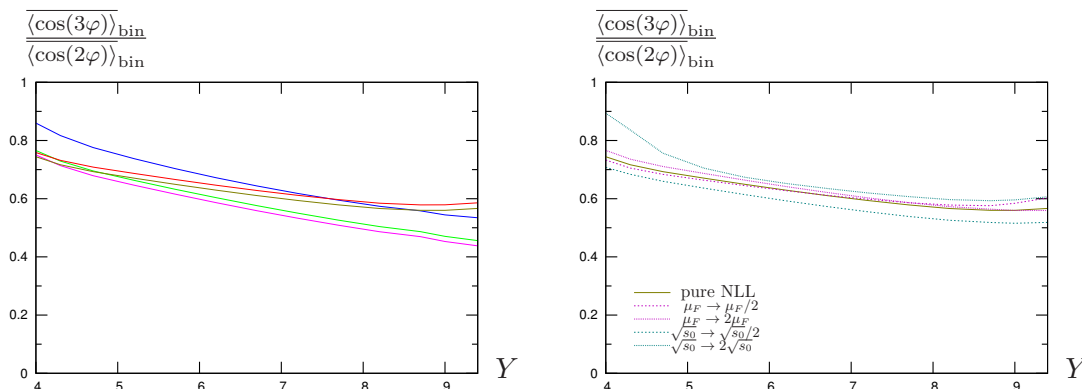 ⟨cos(3φ)⟩bin
⟨cos(2φ)⟩bin
1
0.8
0.6
0.4
0.2
0
4 5 6 7 8 9
Y
⟨cos(3φ)⟩bin
⟨cos(2φ)⟩bin
1
0.8
0.6
0.4
0.2
0
pure NLL
μF → μF/2
μF → 2μF
√s0 → √s0/2
√s0 → 2√s0
4 5 6 7 8 9
Y